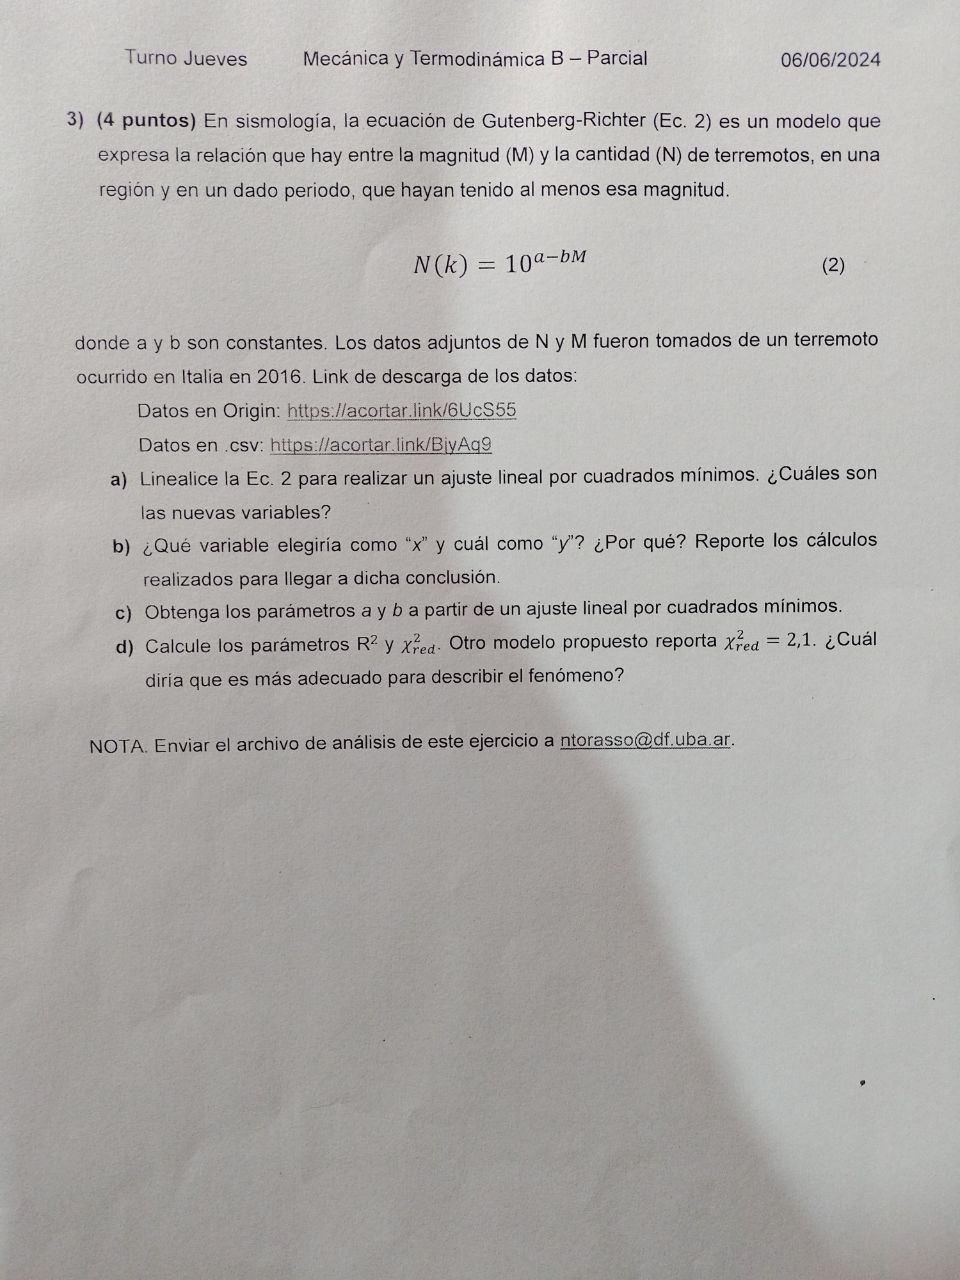 Turno Jueves Mecánica y Termodinámica B – Parcial 06/06/2024
3) (4 puntos) En sismología, la ecuación de Gutenberg-Richter (Ec. 2) es un modelo que
expresa la relación que hay entre la magnitud (M) y la cantidad (N) de terremotos, en una
región y en un dado periodo, que hayan tenido al menos esa magnitud.
N(k) = 10^{a−bM} (2)
donde a y b son constantes. Los datos adjuntos de N y M fueron tomados de un terremoto
ocurrido en Italia en 2016. Link de descarga de los datos:
Datos en Origin: https://acortar.link/6UcS55
Datos en .csv: https://acortar.link/BjyAq9
a) Linealice la Ec. 2 para realizar un ajuste lineal por cuadrados mínimos. ¿Cuáles son
las nuevas variables?
b) ¿Qué variable elegiría como “x” y cuál como “y”? ¿Por qué? Reporte los cálculos
realizados para llegar a dicha conclusión.
c) Obtenga los parámetros a y b a partir de un ajuste lineal por cuadrados mínimos.
d) Calcule los parámetros R² y χ²_red. Otro modelo propuesto reporta χ²_red = 2,1. ¿Cuál
diría que es más adecuado para describir el fenómeno?
NOTA. Enviar el archivo de análisis de este ejercicio a ntorasso@df.uba.ar.